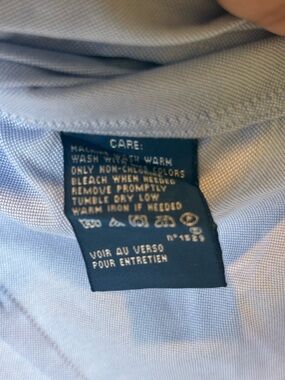 CARE:
MACHINE
WASH WARM
ONLY NON-CHLOR COLORS
BLEACH WHEN NEEDED
REMOVE PROMPTLY
TUMBLE DRY LOW
WARM IRON IF NEEDED
n°1529
VOIR AU VERSO
POUR ENTRETIEN